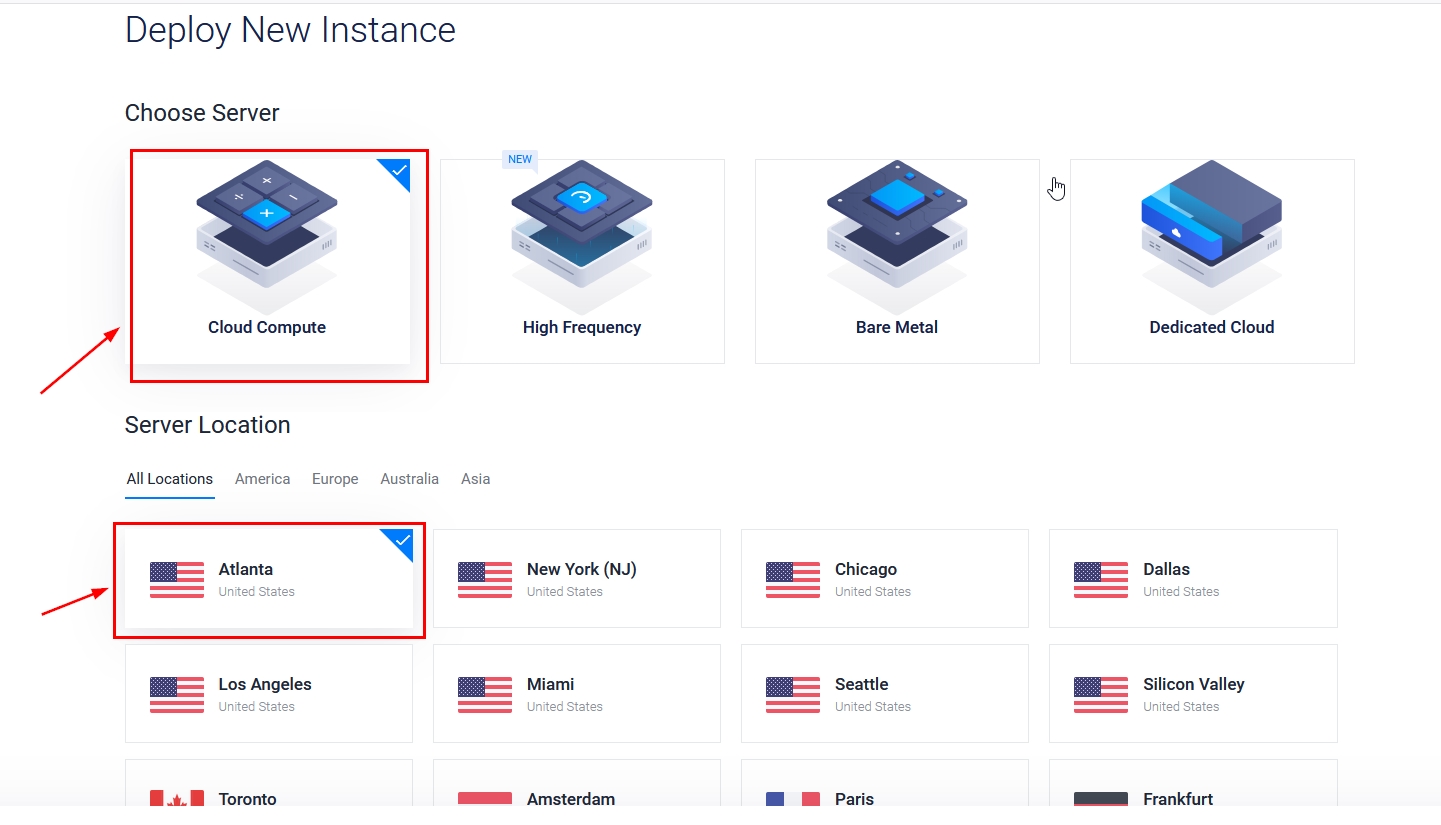 Deploy New Instance
Choose Server
NEW
Cloud Compute
High Frequency
Bare Metal
Dedicated Cloud
Server Location
All Locations America Europe Australia Asia
Atlanta
United States
New York (NJ)
United States
Chicago
United States
Dallas
United States
Los Angeles
United States
Miami
United States
Seattle
United States
Silicon Valley
United States
Toronto
Amsterdam
Paris
Frankfurt